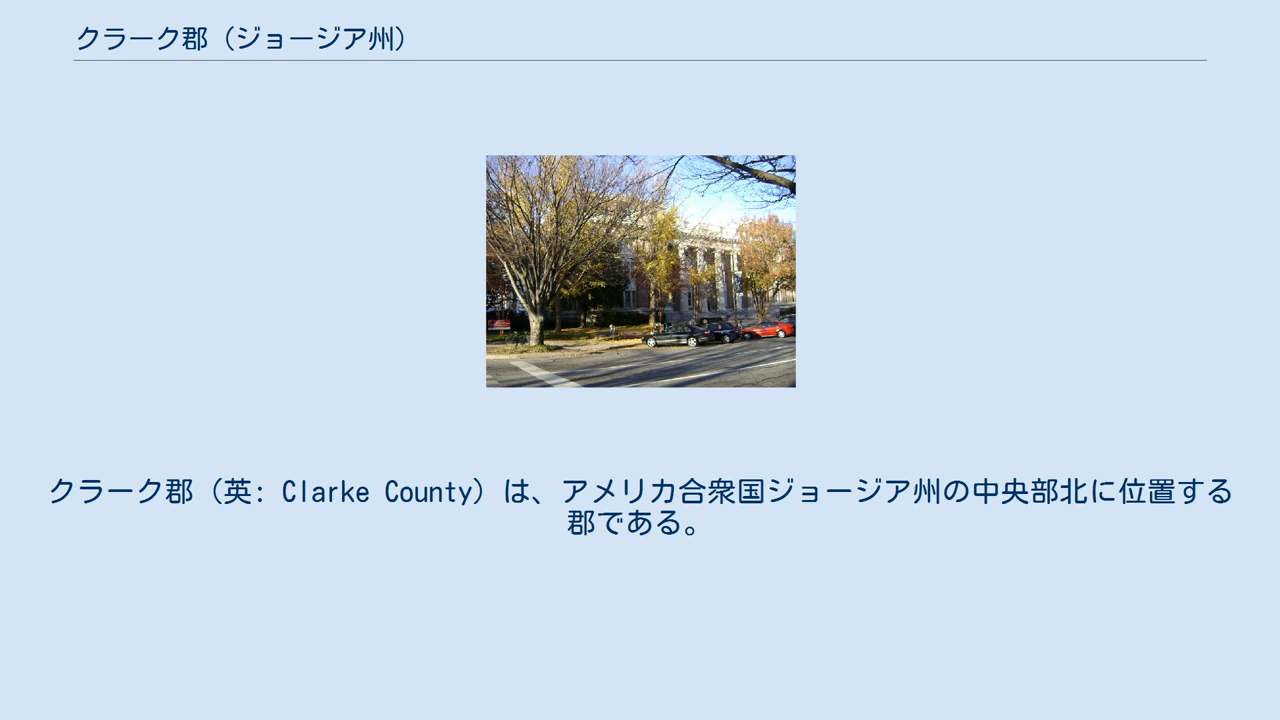 クラーク郡（ジョージア州）
クラーク郡（英: Clarke County）は、アメリカ合衆国ジョージア州の中央部北に位置する
郡である。